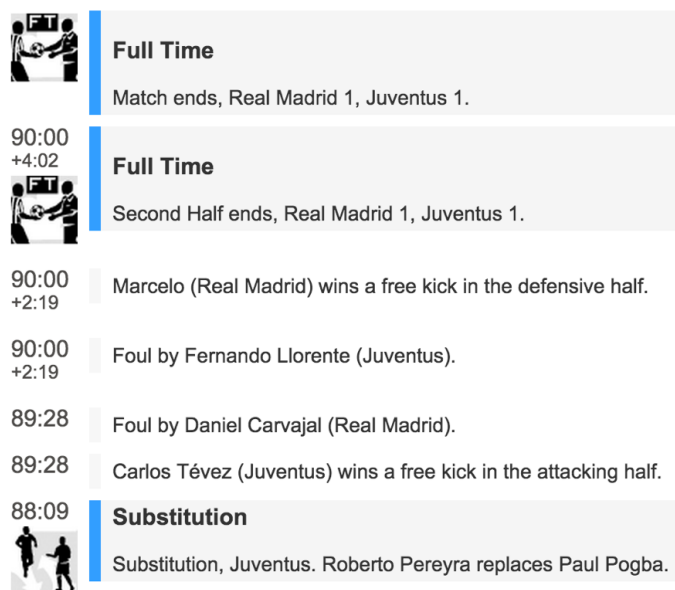 FT
Full Time
Match ends, Real Madrid 1, Juventus 1.
90:00
+4:02
FT
Full Time
Second Half ends, Real Madrid 1, Juventus 1.
90:00
+2:19
Marcelo (Real Madrid) wins a free kick in the defensive half.
90:00
+2:19
Foul by Fernando Llorente (Juventus).
89:28
Foul by Daniel Carvajal (Real Madrid).
89:28
Carlos Tévez (Juventus) wins a free kick in the attacking half.
88:09
Substitution
Substitution, Juventus. Roberto Pereyra replaces Paul Pogba.